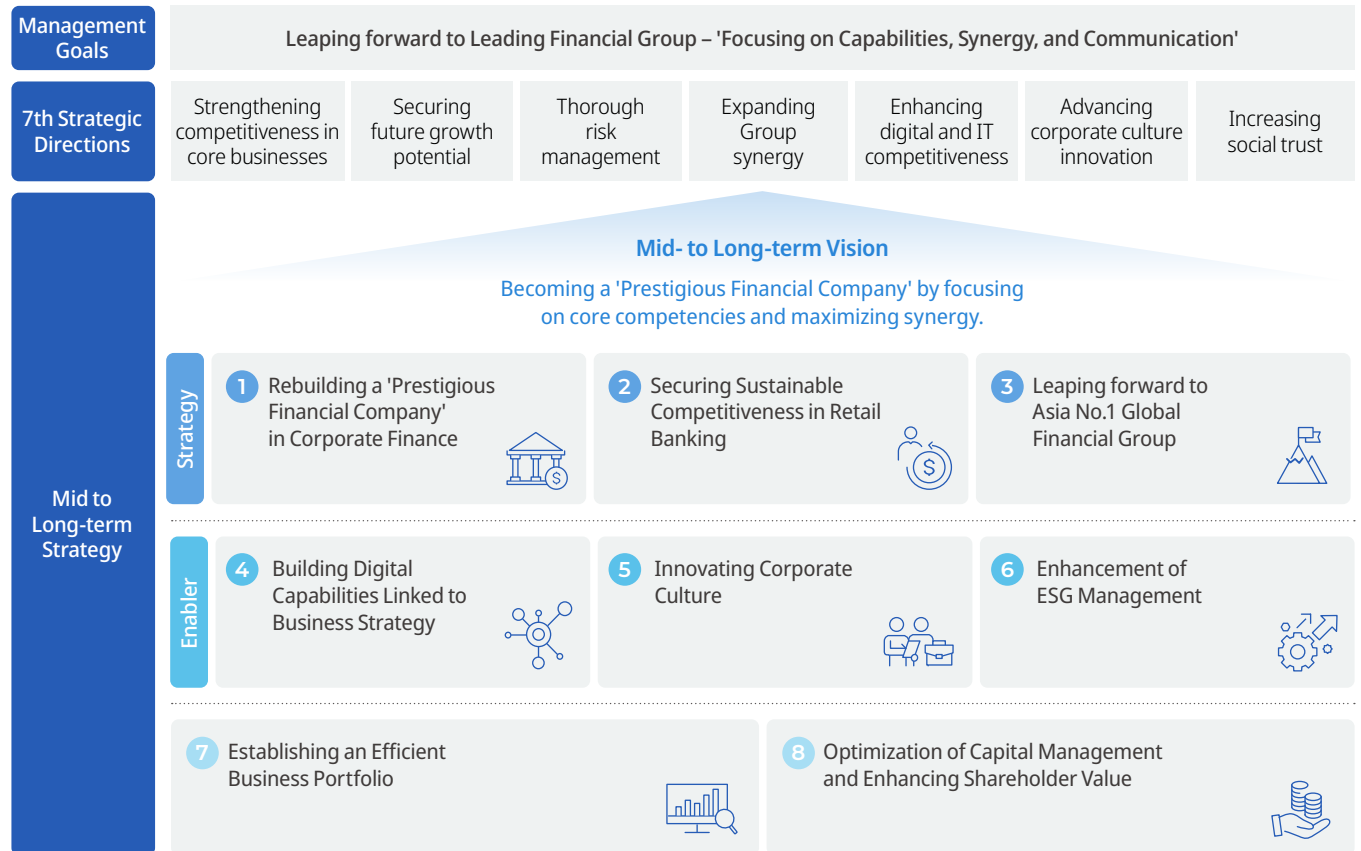 Management
Goals
Leaping forward to Leading Financial Group – 'Focusing on Capabilities, Synergy, and Communication'
7th Strategic
Directions
Strengthening
competitiveness in
core businesses
Securing
future growth
potential
Thorough
risk
management
Expanding
Group
synergy
Enhancing
digital and IT
competitiveness
Advancing
corporate culture
innovation
Increasing
social trust
Mid to
Long-term
Strategy
Mid- to Long-term Vision
Becoming a 'Prestigious Financial Company' by focusing
on core competencies and maximizing synergy.
Strategy
1 Rebuilding a 'Prestigious
Financial Company'
in Corporate Finance
$
2 Securing Sustainable
Competitiveness in Retail
Banking
$
3 Leaping forward to
Asia No.1 Global
Financial Group
Enabler
4 Building Digital
Capabilities Linked to
Business Strategy
5 Innovating Corporate
Culture
6 Enhancement of
ESG Management
7 Establishing an Efficient
Business Portfolio
8 Optimization of Capital Management
and Enhancing Shareholder Value